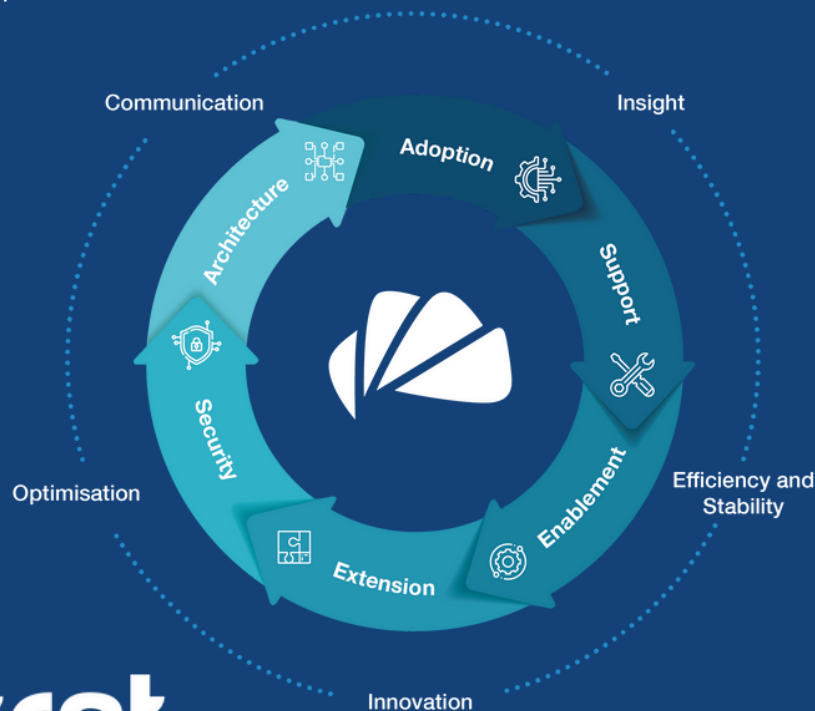 Communication
Insight
Adoption
Architecture
Support
Security
Optimisation
Efficiency and
Stability
Enablement
Extension
Innovation